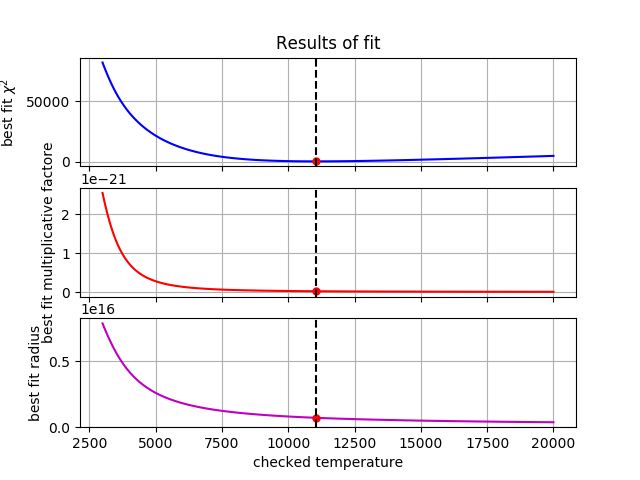 Results of fit
best fit χ²
50000
0
1e−21
best fit multiplicative factore
2
1
0
1e16
best fit radius
0.5
0.0
2500 5000 7500 10000 12500 15000 17500 20000
checked temperature